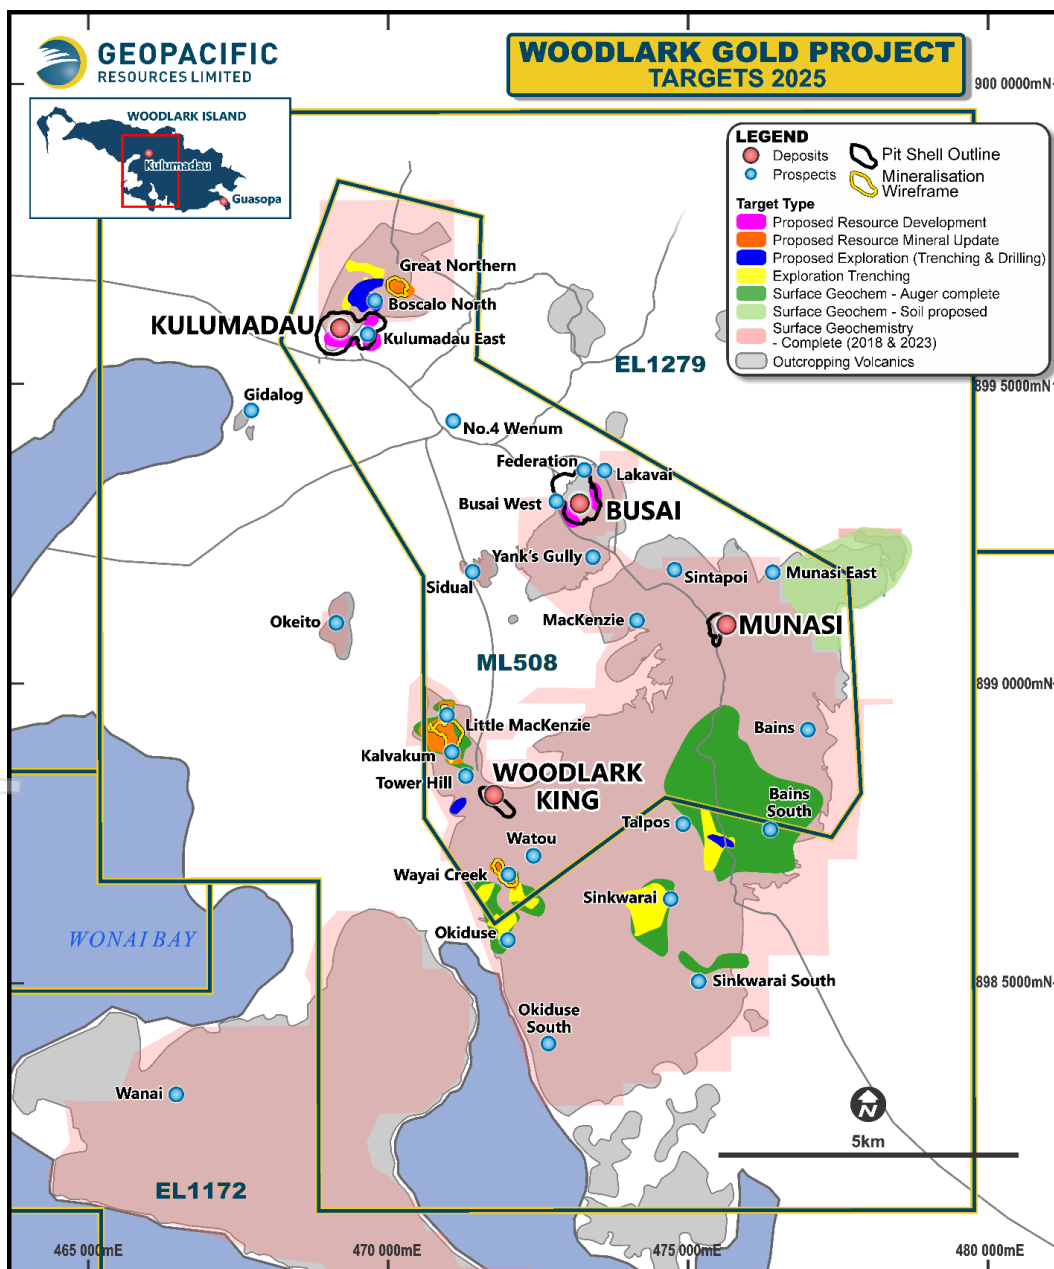 GEOPACIFIC
RESOURCES LIMITED
WOODLARK GOLD PROJECT
TARGETS 2025
900 0000mN
WOODLARK ISLAND
Kulumadau
Guasopa
LEGEND
Deposits
Prospects
Pit Shell Outline
Mineralisation
Wireframe
Target Type
Proposed Resource Development
Proposed Resource Mineral Update
Proposed Exploration (Trenching & Drilling)
Exploration Trenching
Surface Geochem - Auger complete
Surface Geochem - Soil proposed
Surface Geochemistry
- Complete (2018 & 2023)
Outcropping Volcanics
Great Northern
Boscalo North
KULUMADAU
Kulumadau East
EL1279
899 5000mN
Gidalog
No.4 Wenum
Federation
Lakavai
Busai West
BUSAI
Yank's Gully
Sintapoi
Munasi East
Sidual
Okeito
MacKenzie
MUNASI
ML508
899 0000mN
Little MacKenzie
Bains
Kalvakum
Tower Hill
WOODLARK
KING
Bains
South
Talpos
Watou
Wayai Creek
Sinkwarai
Okiduse
WONAI BAY
Sinkwarai South
898 5000mN
Okiduse
South
Wanai
N
5km
EL1172
465 000mE
470 000mE
475 000mE
480 000mE